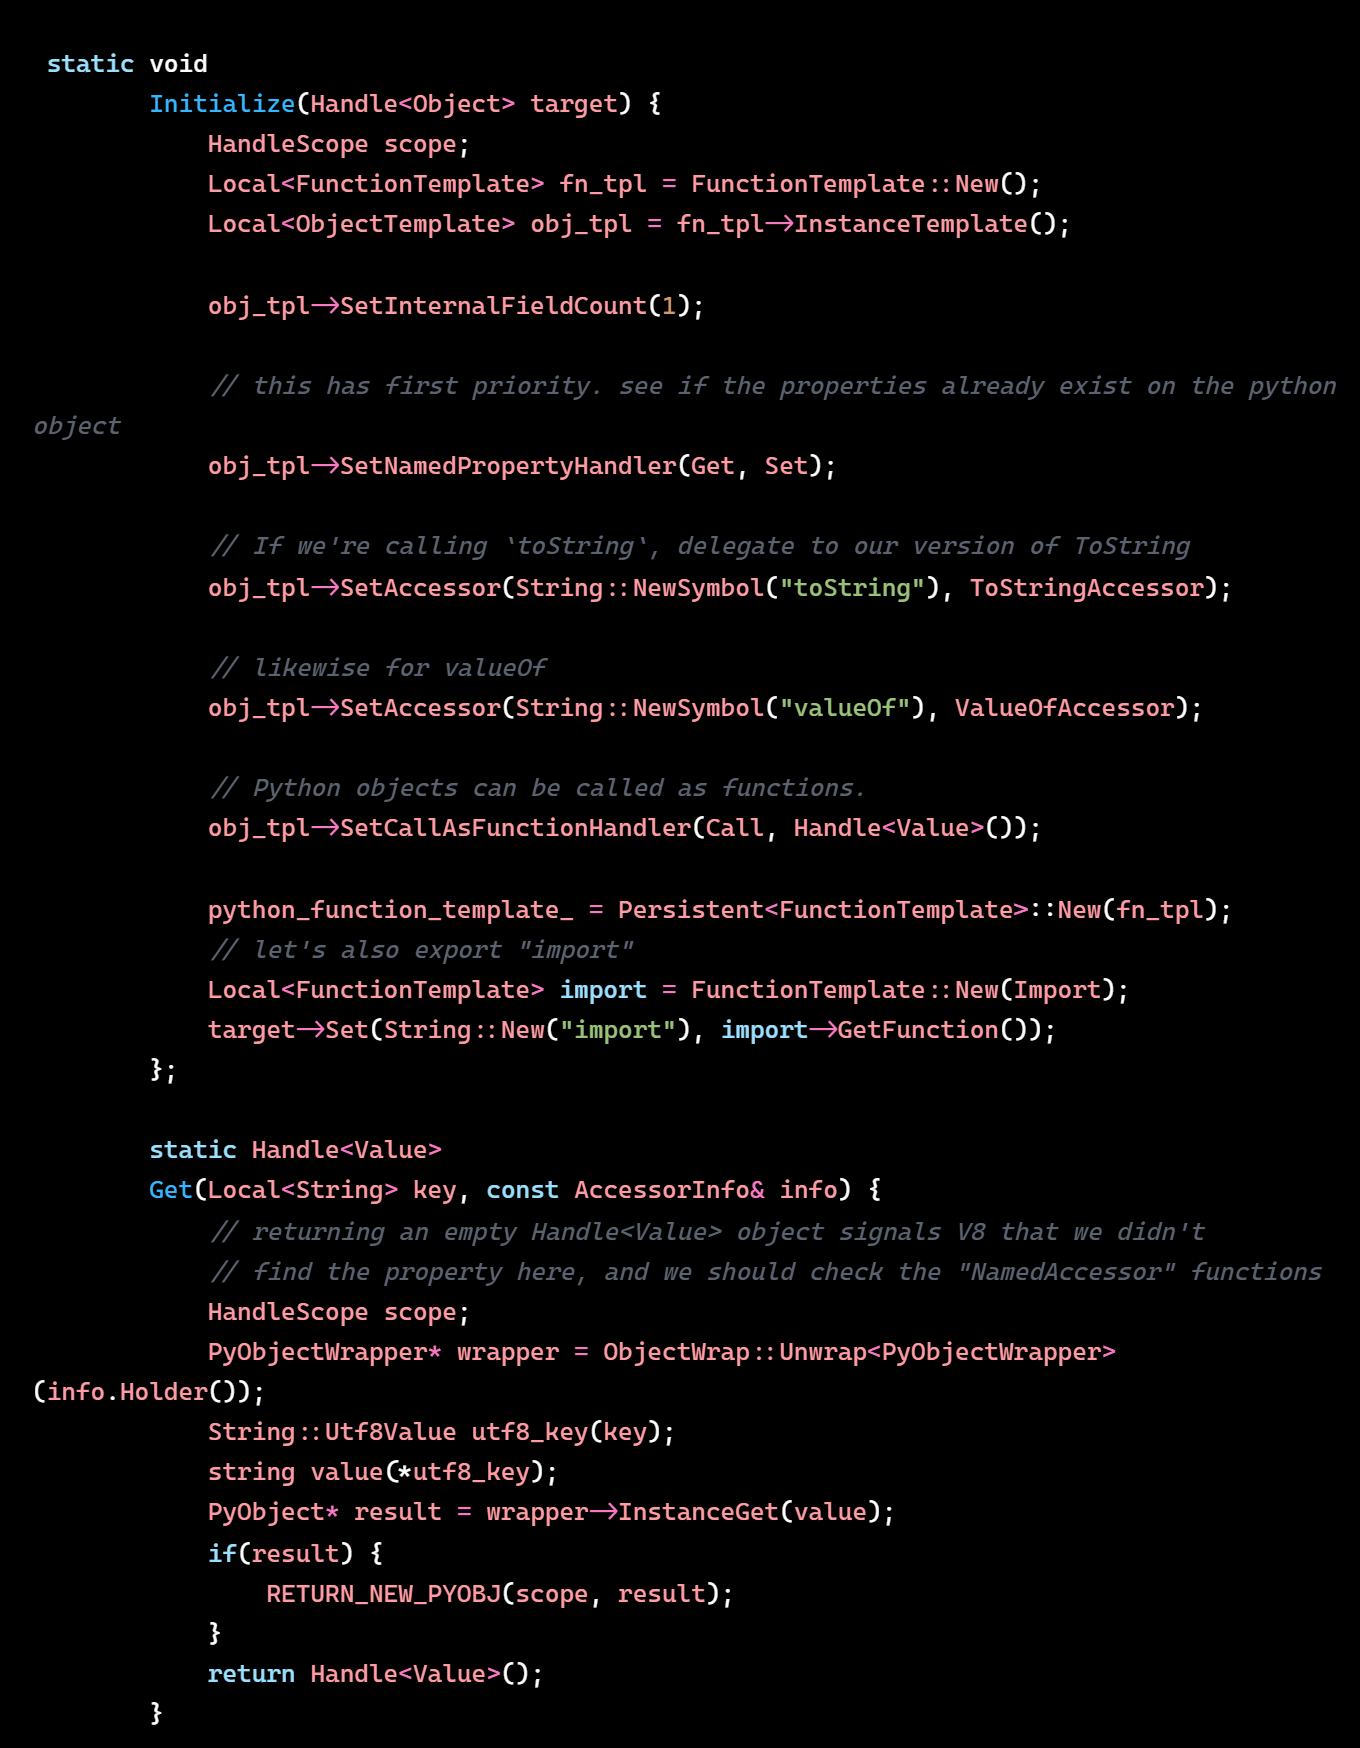 static void
Initialize(Handle<Object> target) {
HandleScope scope;
Local<FunctionTemplate> fn_tpl = FunctionTemplate::New();
Local<ObjectTemplate> obj_tpl = fn_tpl->InstanceTemplate();
obj_tpl->SetInternalFieldCount(1);
// this has first priority. see if the properties already exist on the python
object
obj_tpl->SetNamedPropertyHandler(Get, Set);
// If we're calling `toString`, delegate to our version of ToString
obj_tpl->SetAccessor(String::NewSymbol("toString"), ToStringAccessor);
// likewise for valueOf
obj_tpl->SetAccessor(String::NewSymbol("valueOf"), ValueOfAccessor);
// Python objects can be called as functions.
obj_tpl->SetCallAsFunctionHandler(Call, Handle<Value>());
python_function_template_ = Persistent<FunctionTemplate>::New(fn_tpl);
// let's also export "import"
Local<FunctionTemplate> import = FunctionTemplate::New(Import);
target->Set(String::New("import"), import->GetFunction());
};
static Handle<Value>
Get(Local<String> key, const AccessorInfo& info) {
// returning an empty Handle<Value> object signals V8 that we didn't
// find the property here, and we should check the "NamedAccessor" functions
HandleScope scope;
PyObjectWrapper* wrapper = ObjectWrap::Unwrap<PyObjectWrapper>
(info.Holder());
String::Utf8Value utf8_key(key);
string value(*utf8_key);
PyObject* result = wrapper->InstanceGet(value);
if(result) {
RETURN_NEW_PYOBJ(scope, result);
}
return Handle<Value>();
}